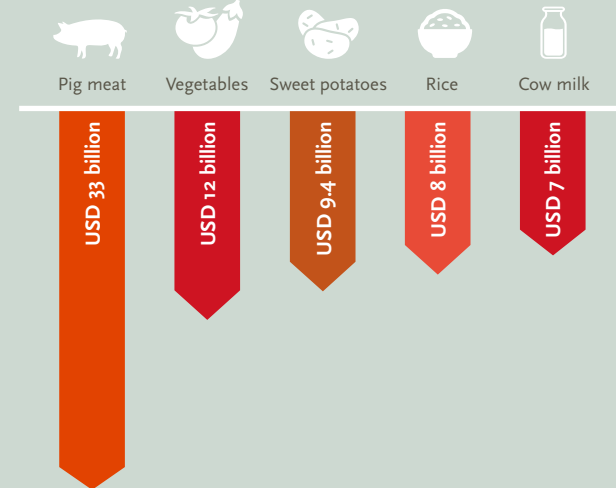 Pig meat
Vegetables
Sweet potatoes
Rice
Cow milk
USD 33 billion
USD 12 billion
USD 9.4 billion
USD 8 billion
USD 7 billion